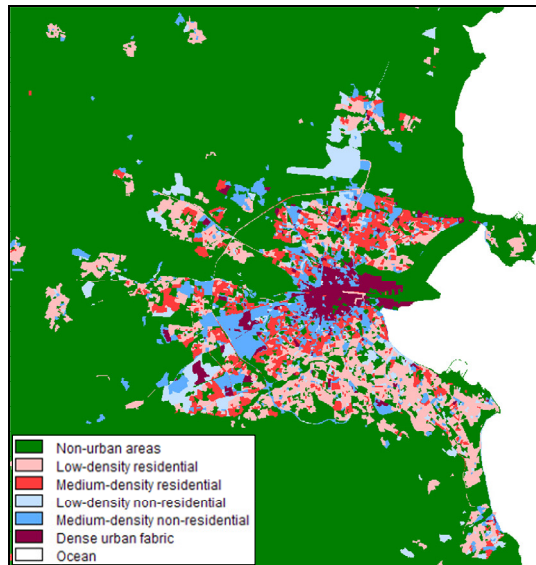 Non-urban areas
Low-density residential
Medium-density residential
Low-density non-residential
Medium-density non-residential
Dense urban fabric
Ocean